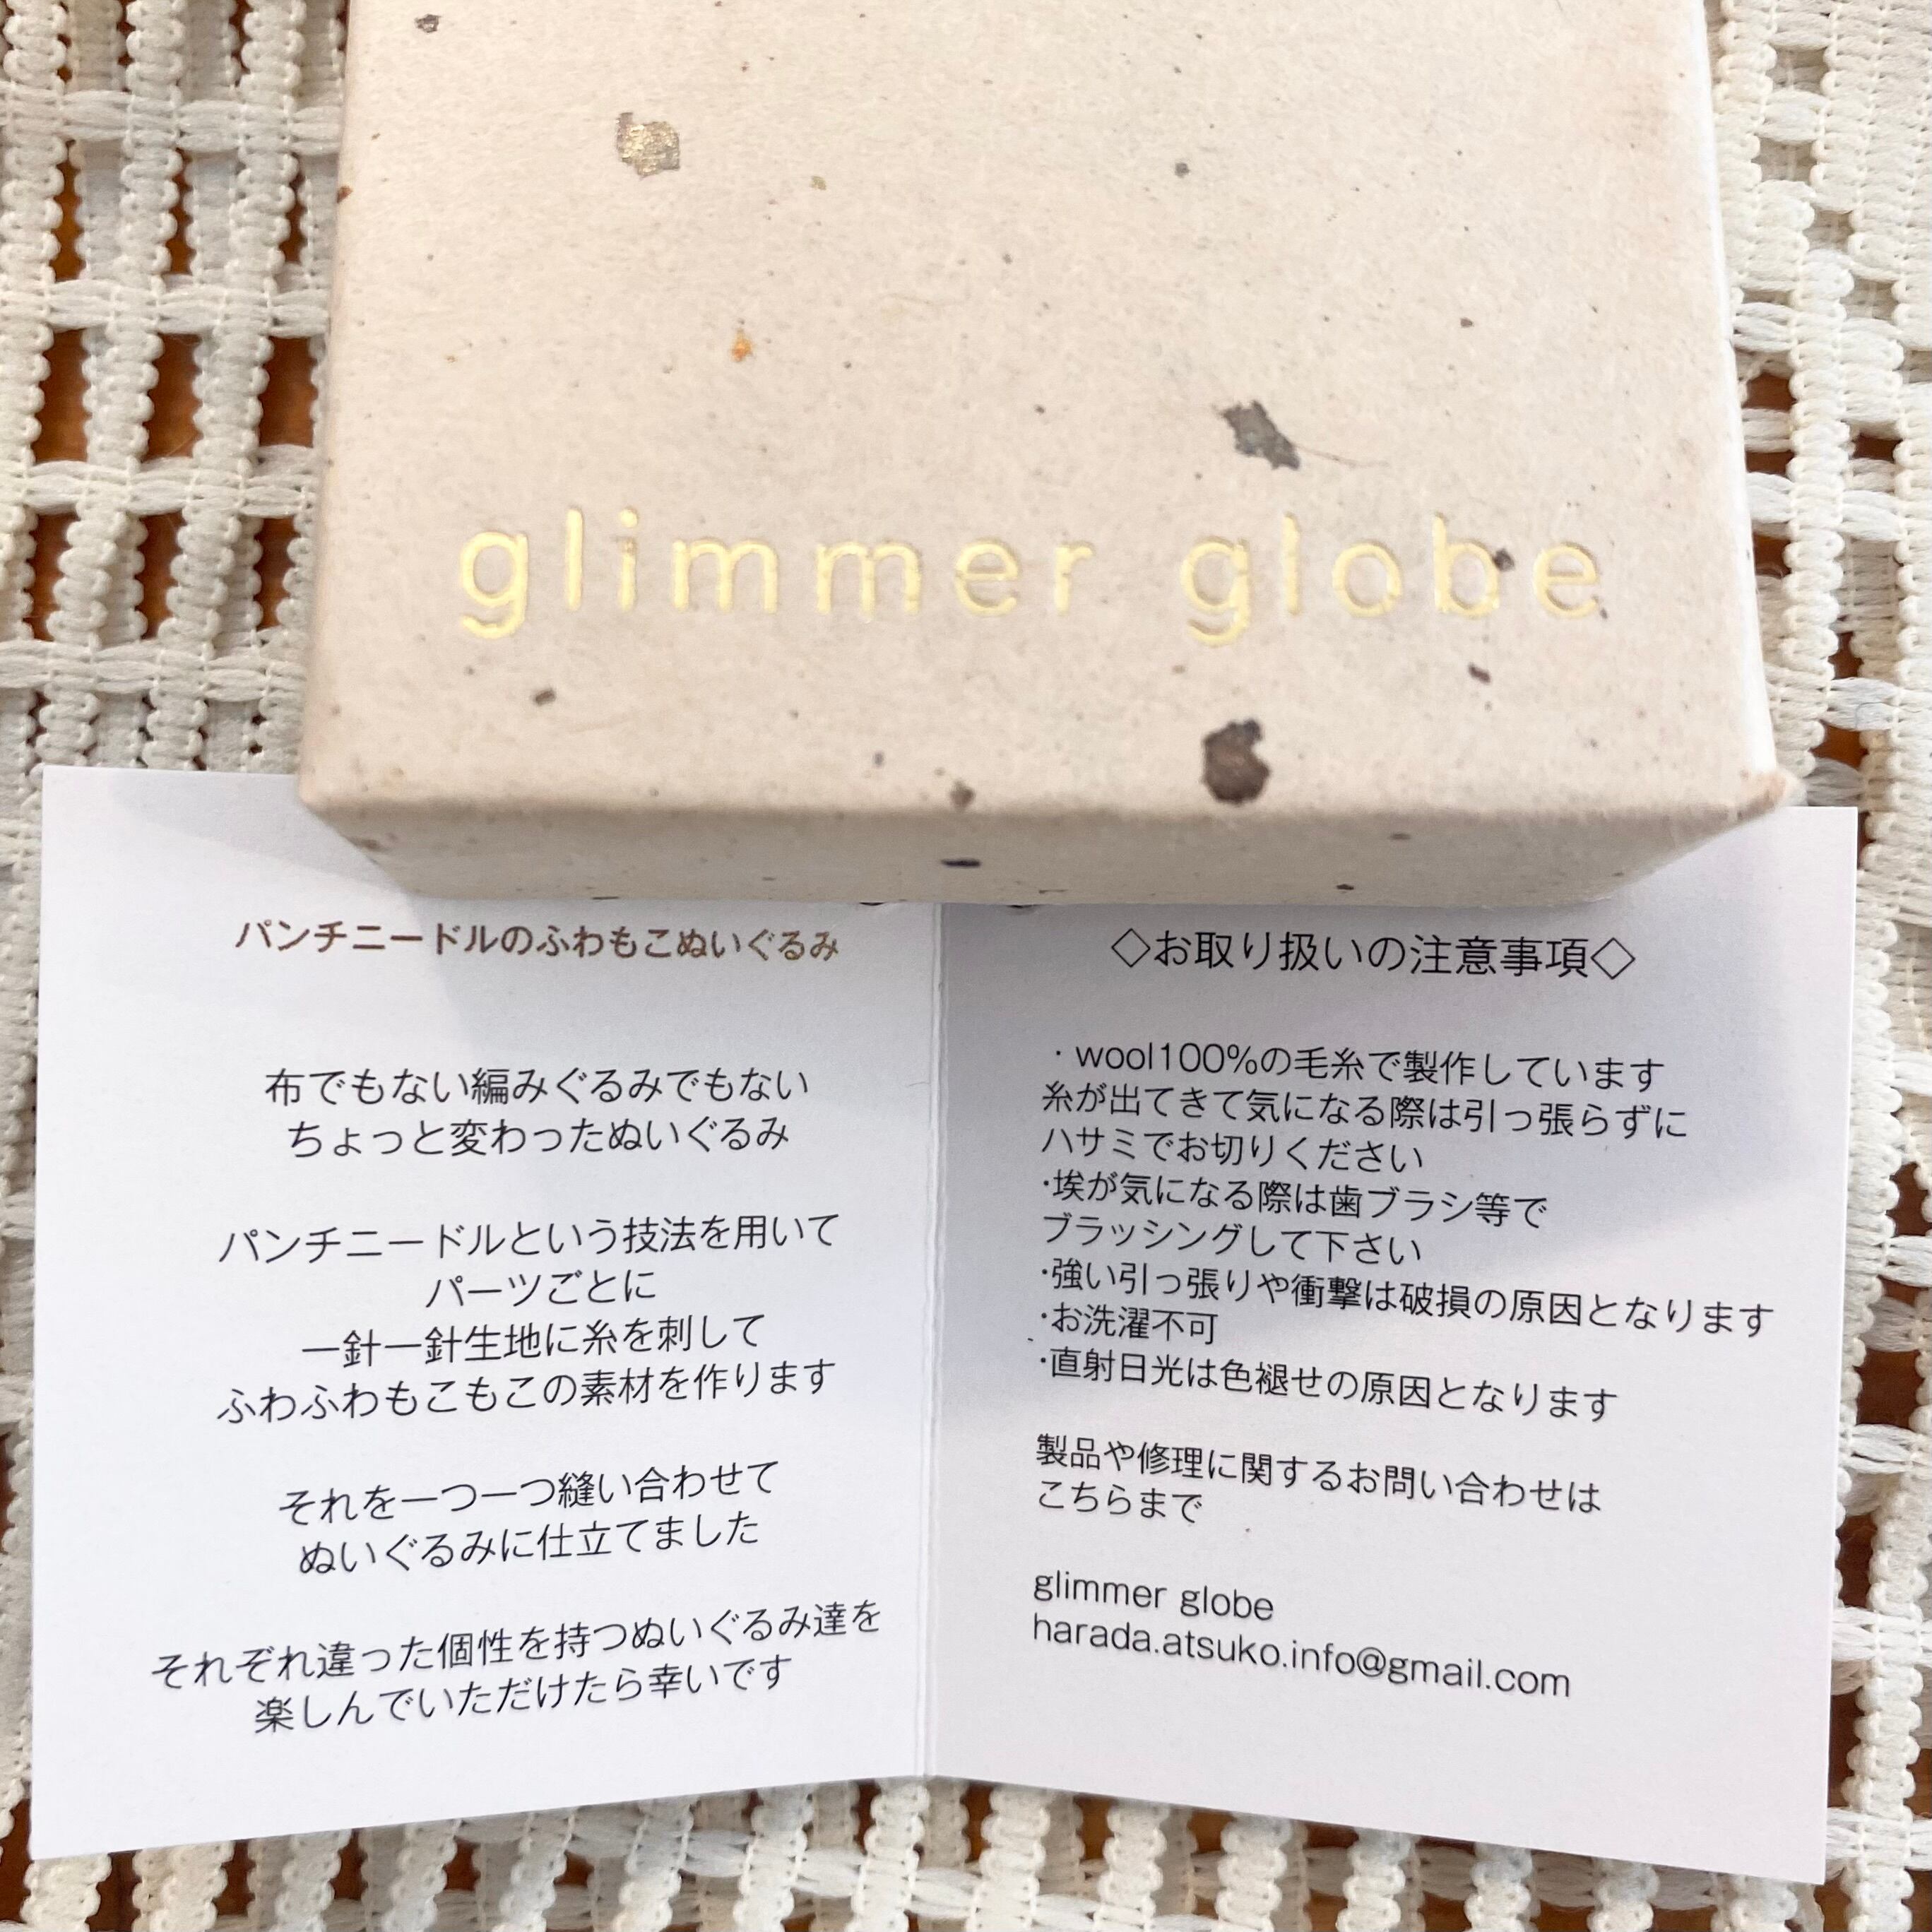 glimmer globe
パンチニードルのふわもこぬいぐるみ
布でもない編みぐるみでもない
ちょっと変わったぬいぐるみ
パンチニードルという技法を用いて
パーツごとに
一針一針生地に糸を刺して
ふわふわもこもこの素材を作ります
それを一つ一つ縫い合わせて
ぬいぐるみに仕立てました
それぞれ違った個性を持つぬいぐるみ達を
楽しんでいただけたら幸いです
◇お取り扱いの注意事項◇
・wool100%の毛糸で製作しています
糸が出てきて気になる際は引っ張らずに
ハサミでお切りください
・埃が気になる際は歯ブラシ等で
ブラッシングして下さい
・強い引っ張りや衝撃は破損の原因となります
・お洗濯不可
・直射日光は色褪せの原因となります
製品や修理に関するお問い合わせは
こちらまで
glimmer globe
harada.atsuko.info@gmail.com